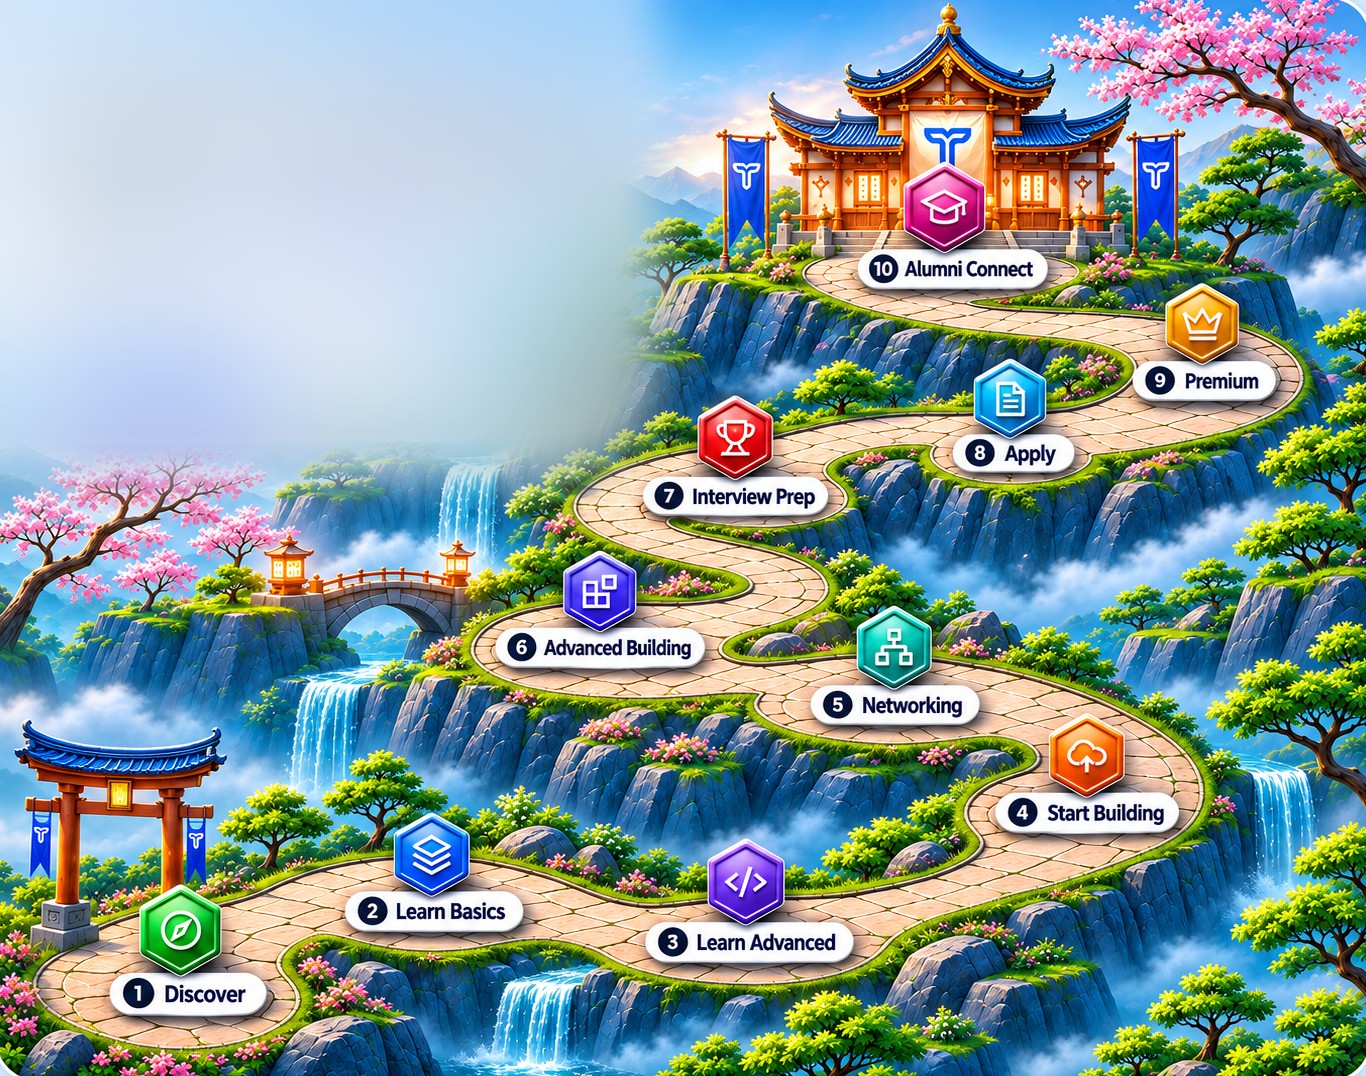 10 Alumni Connect
9 Premium
8 Apply
7 Interview Prep
6 Advanced Building
5 Networking
4 Start Building
3 Learn Advanced
2 Learn Basics
1 Discover